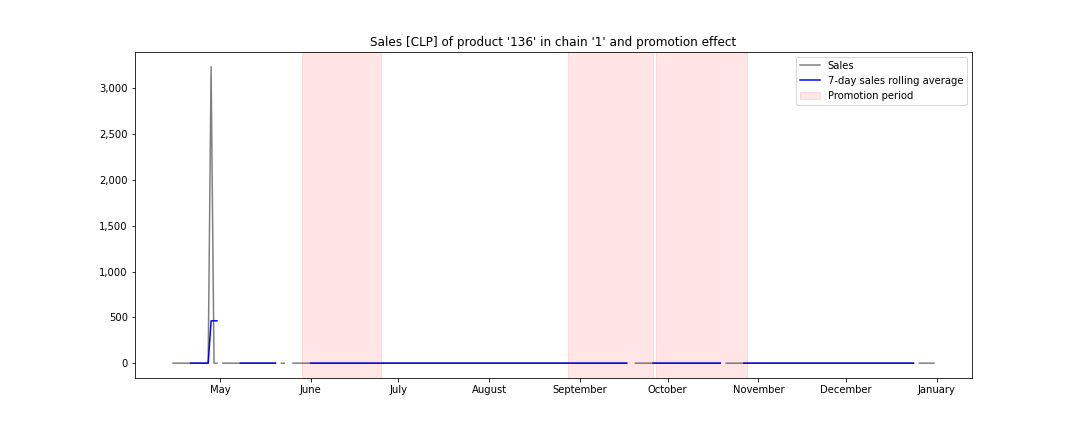 Sales [CLP] of product '136' in chain '1' and promotion effect
Sales
7-day sales rolling average
Promotion period
3,000
2,500
2,000
1,500
1,000
500
0
May June July August September October November December January